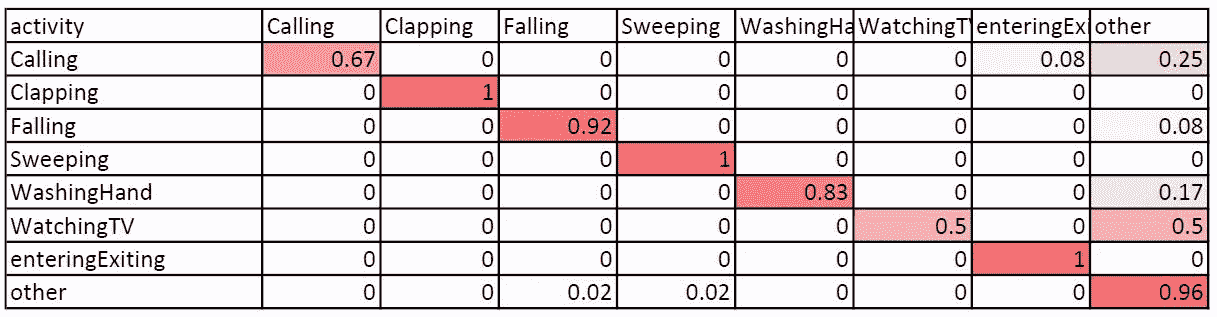 activity Calling Clapping Falling Sweeping WashingHa WatchingT enteringExi other
Calling 0.67 0 0 0 0 0 0.08 0.25
Clapping 0 1 0 0 0 0 0 0
Falling 0 0 0.92 0 0 0 0 0.08
Sweeping 0 0 0 1 0 0 0 0
WashingHand 0 0 0 0 0.83 0 0 0.17
WatchingTV 0 0 0 0 0 0.5 0 0.5
enteringExiting 0 0 0 0 0 0 1 0
other 0 0 0.02 0.02 0 0 0 0.96